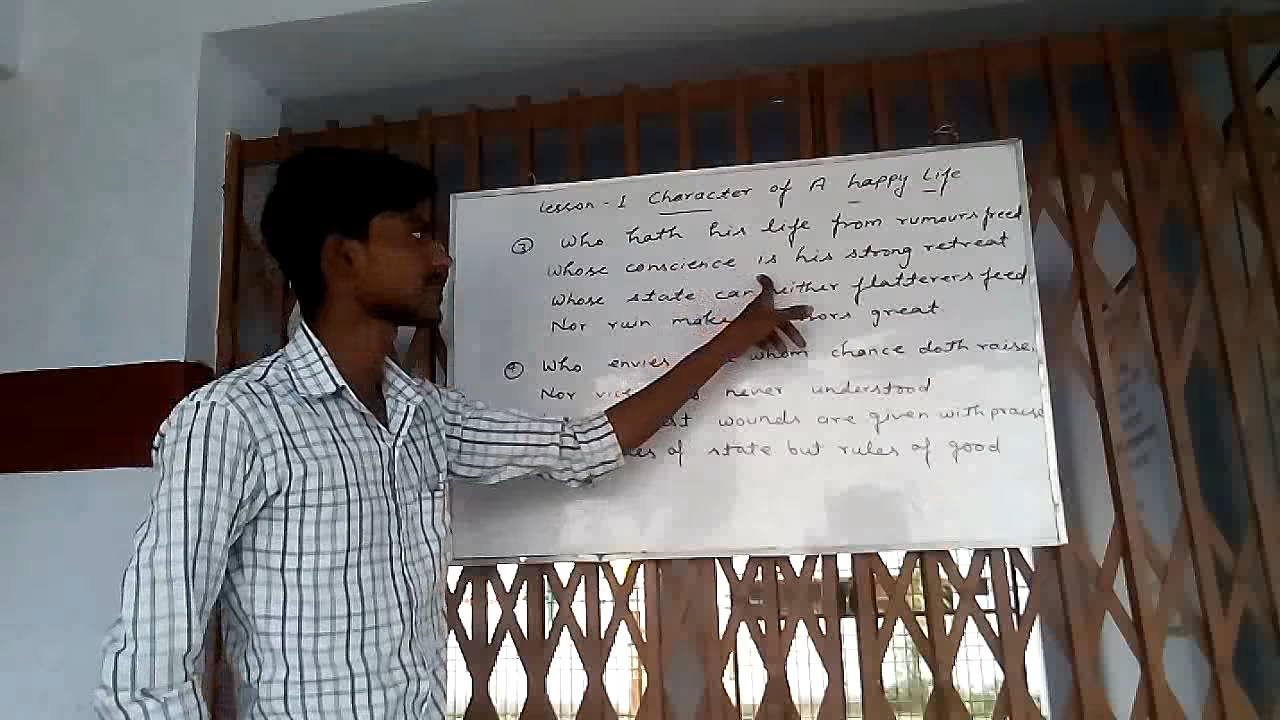 Lesson - I Character of A happy Life
③ Who hath his life from rumours freed
Whose conscience is his strong retreat
Whose state can neither flatterers feed
Nor ruin make great.
④ Who envies whom chance doth raise,
Nor never understood
wounds are given with praise
of state but rules of good